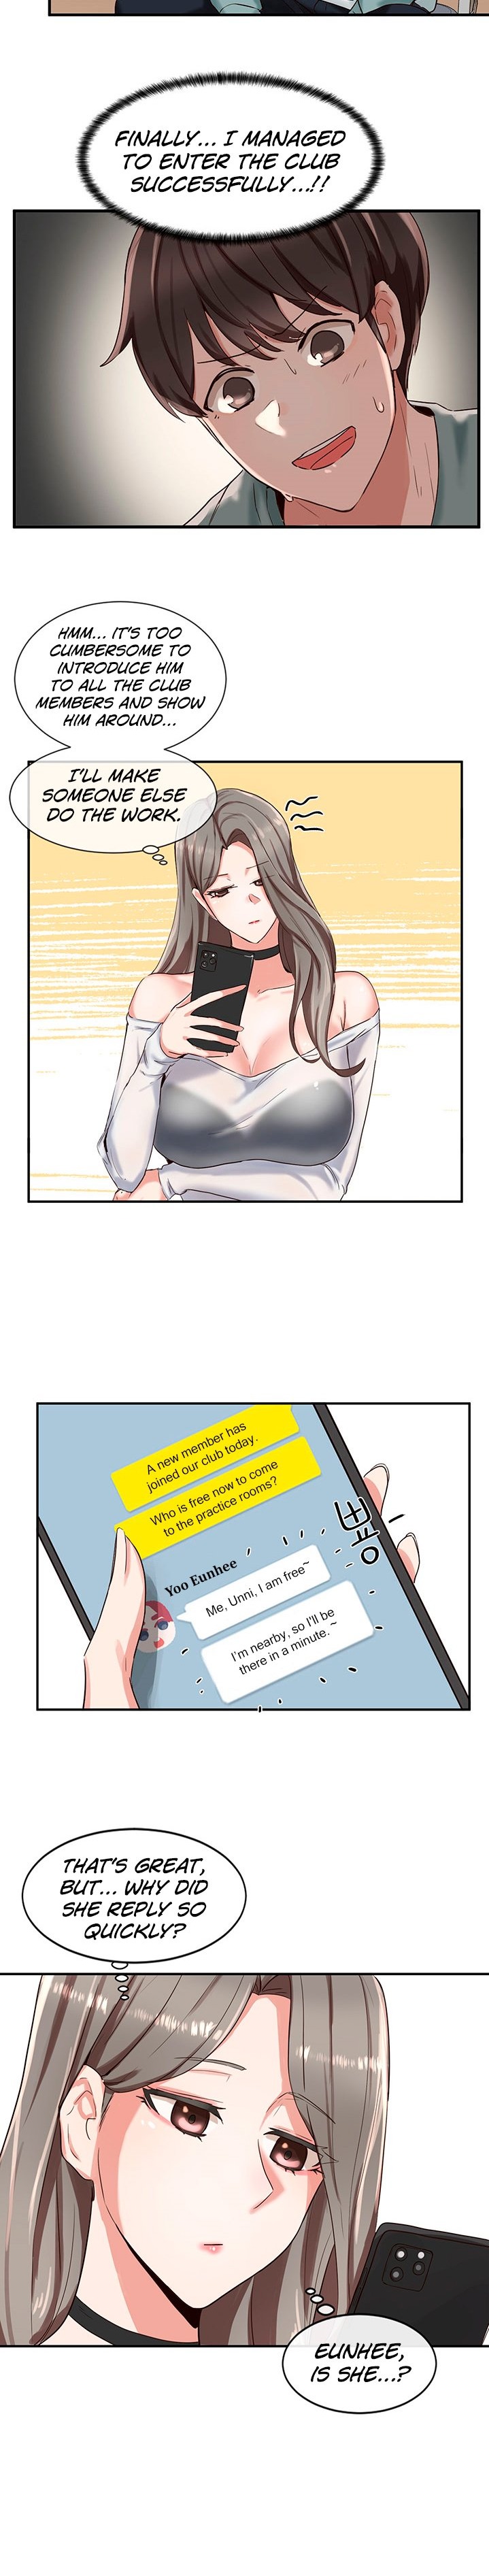 FINALLY... I MANAGED
TO ENTER THE CLUB
SUCCESSFULLY...!!
HMM... IT'S TOO
CUMBERSOME TO
INTRODUCE HIM
TO ALL THE CLUB
MEMBERS AND SHOW
HIM AROUND...
I'LL MAKE
SOMEONE ELSE
DO THE WORK.
A new member has
joined our club today.
Who is free now to come
to the practice rooms?
Yoo Eunhee
Me, Unni, I am free~
I'm nearby, so I'll be
there in a minute.~
THAT'S GREAT,
BUT... WHY DID
SHE REPLY SO
QUICKLY?
EUNHEE,
IS SHE...?